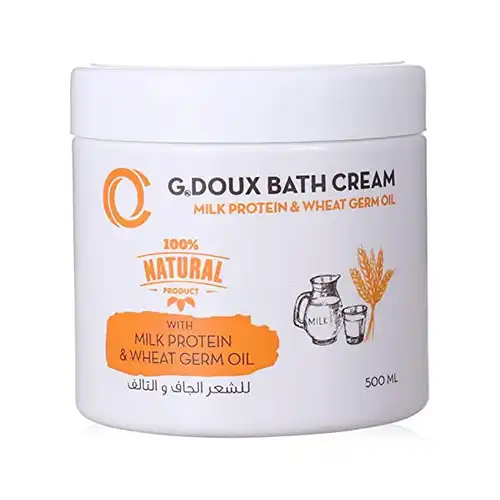 G.DOUX BATH CREAM
MILK PROTEIN & WHEAT GERM OIL
100%
NATURAL
PRODUCT
MILK
WITH
MILK PROTEIN
& WHEAT GERM OIL
للشعر الجاف و التالف
500 ML